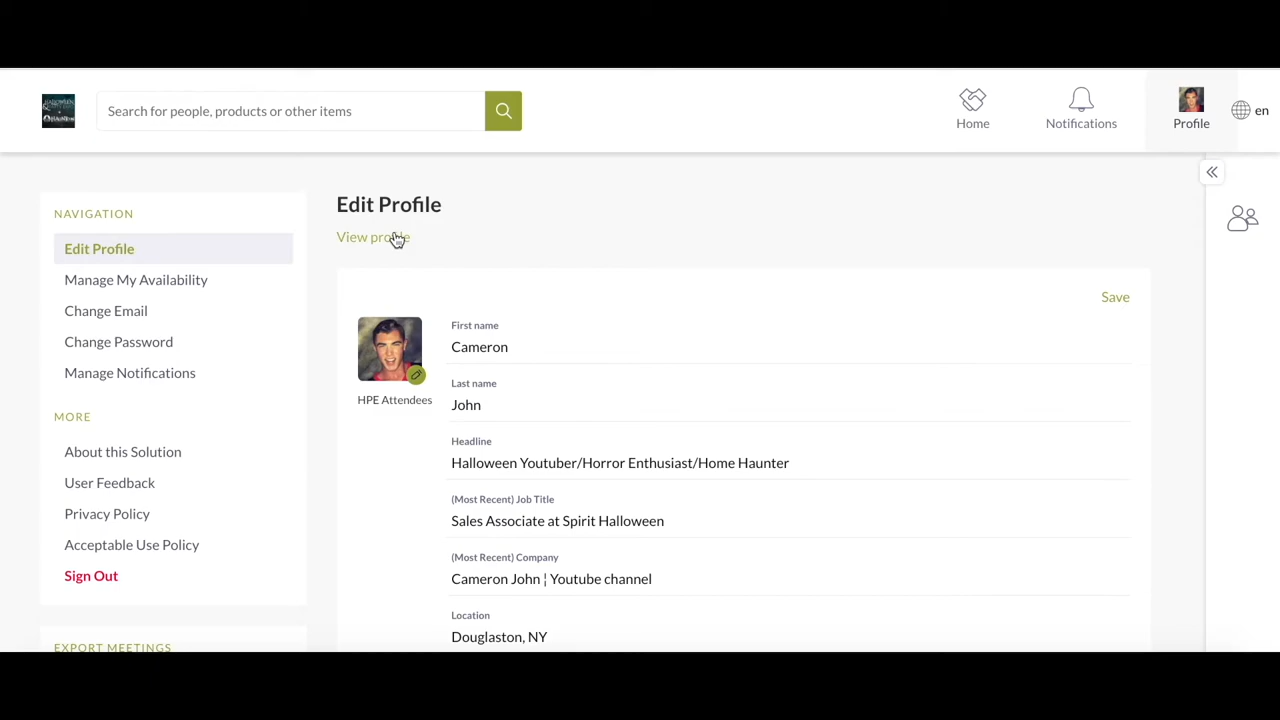 HALLOWEEN
Search for people, products or other items
Home
Notifications
Profile
en
NAVIGATION
Edit Profile
Manage My Availability
Change Email
Change Password
Manage Notifications
MORE
About this Solution
User Feedback
Privacy Policy
Acceptable Use Policy
Sign Out
EXPORT MEETINGS
Edit Profile
View profile
Save
HPE Attendees
First name
Cameron
Last name
John
Headline
Halloween Youtuber/Horror Enthusiast/Home Haunter
(Most Recent) Job Title
Sales Associate at Spirit Halloween
(Most Recent) Company
Cameron John ¦ Youtube channel
Location
Douglaston, NY